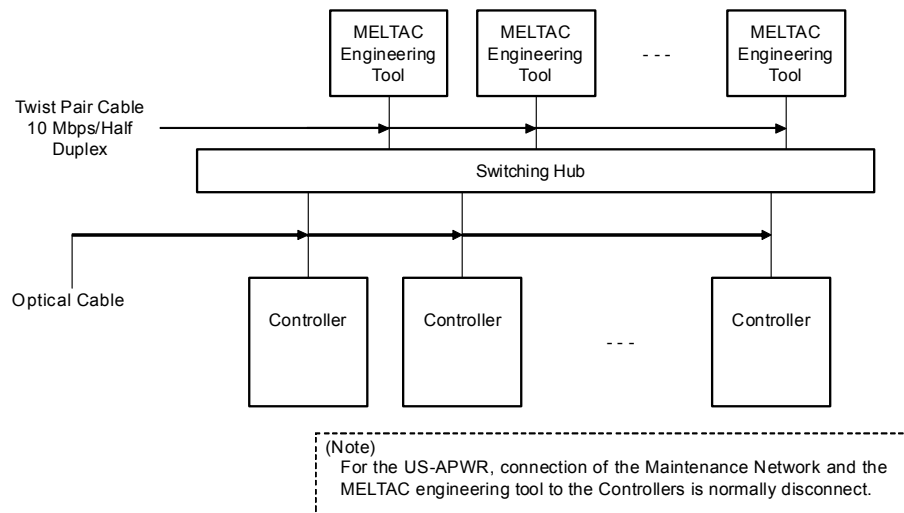 MELTAC
Engineering
Tool
MELTAC
Engineering
Tool
- - -
MELTAC
Engineering
Tool
Twist Pair Cable
10 Mbps/Half
Duplex
Switching Hub
Optical Cable
Controller
Controller
- - -
Controller
(Note)
For the US-APWR, connection of the Maintenance Network and the
MELTAC engineering tool to the Controllers is normally disconnect.